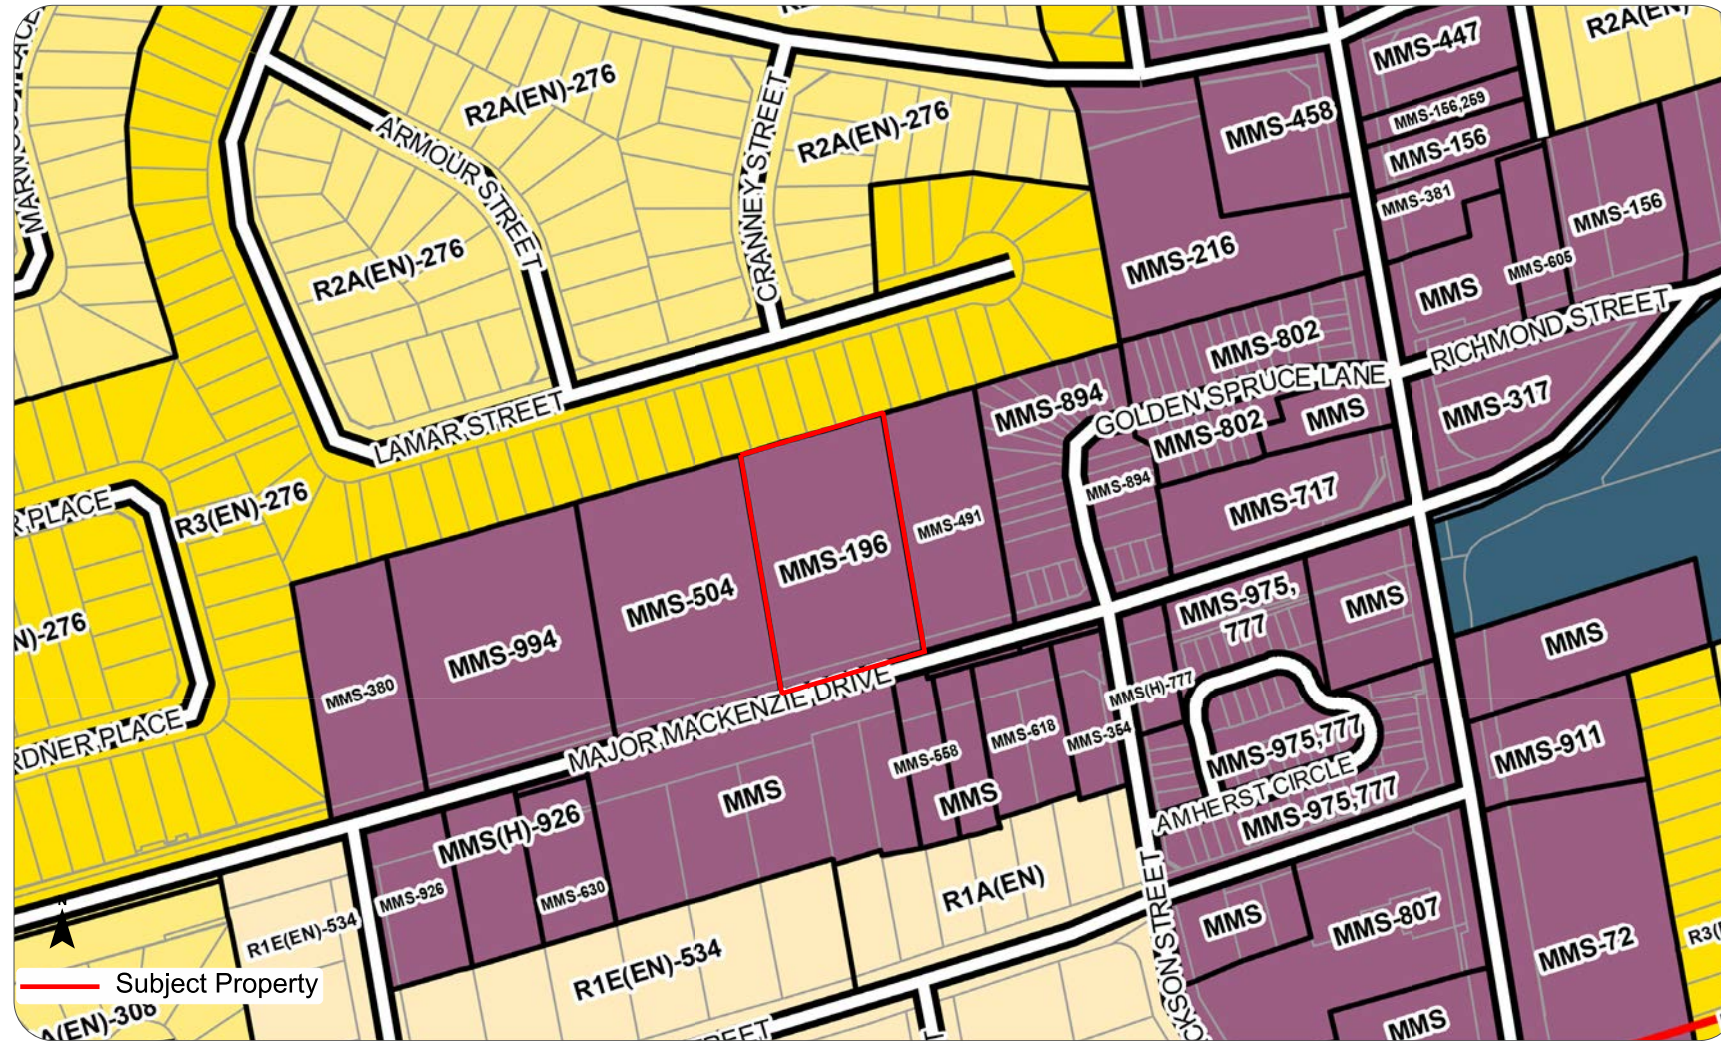 MMS-447
R2A(EN)
R2A(EN)-276
MMS-156,259
R2A(EN)-276
MMS-458
MMS-156
ARMOUR STREET
CRANNEY STREET
MMS-381
MMS-156
R2A(EN)-276
MMS-216
MMS-605
MMS
RICHMOND STREET
MMS-802
GOLDEN SPRUCE LANE
MMS-894
MMS-802
MMS
MMS-317
LAMAR STREET
MMS-894
MMS-717
R PLACE
R3(EN)-276
MMS-491
MMS-196
MMS-504
MMS-975,
777
MMS
N)-276
MMS-994
MMS
MMS-380
MMS(H)-777
MAJOR MACKENZIE DRIVE
RDNER PLACE
MMS-618
MMS-354
MMS-558
MMS-975,777
MMS-911
MMS
MMS
AMHERST CIRCLE
MMS-975,777
MMS(H)-926
MMS-926
MMS-630
R1A(EN)
R1E(EN)-534
MMS
MMS-807
R3(
MMS-72
N
R1E(EN)-534
CKSON STREET
Subject Property
A(EN)-308
REET
MMS